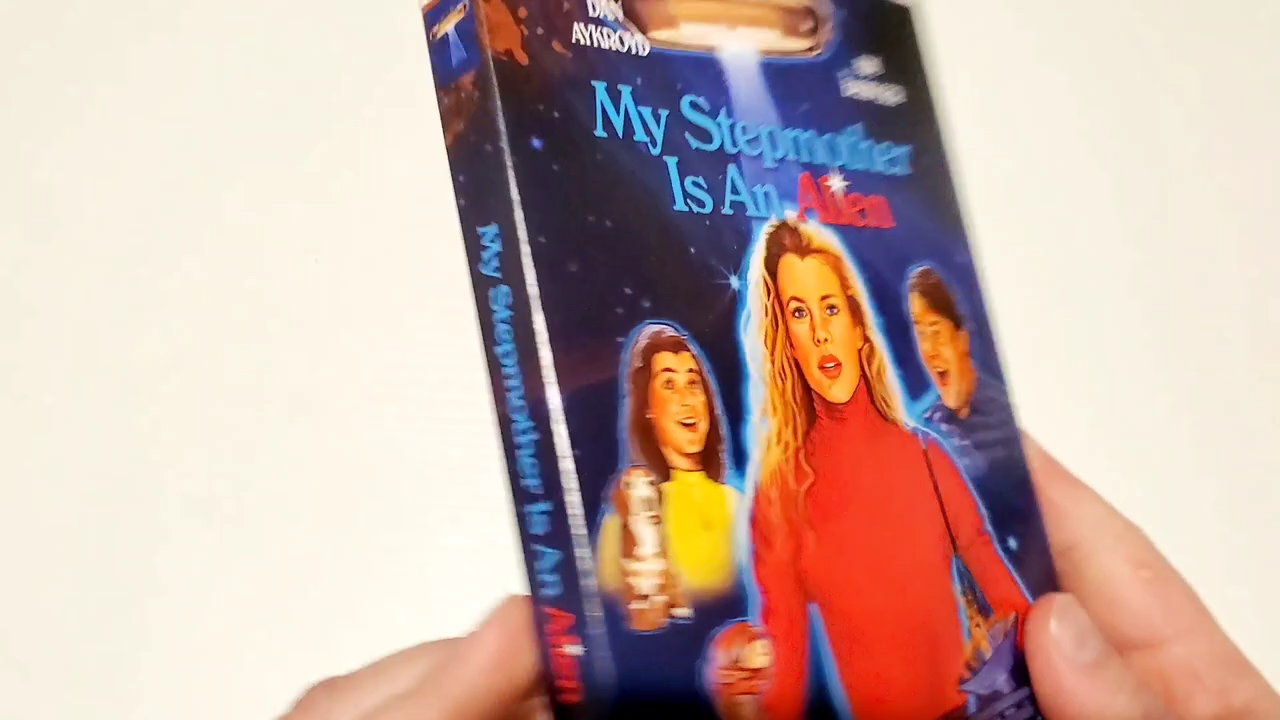 DAN
AYKROYD
My Stepmother
Is An Alien
My Stepmother Is An Alien